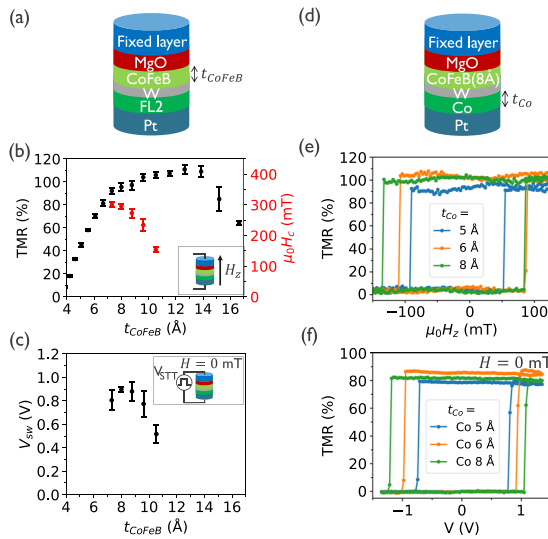 (a)
Fixed layer
MgO
CoFeB
W
FL2
Pt
t_CoFeB
(b)
120
100
80
60
40
20
0
TMR (%)
400
300
200
100
0
μ0Hc (mT)
Hz
4 6 8 10 12 14 16
t_CoFeB (Å)
(c)
1.2
1.0
0.8
0.6
0.4
0.2
0.0
Vsw (V)
VSTT
H = 0 mT
4 6 8 10 12 14 16
t_CoFeB (Å)
(d)
Fixed layer
MgO
CoFeB(8Å)
W
Co
Pt
t_Co
(e)
120
100
80
60
40
20
0
TMR (%)
t_Co =
5 Å
6 Å
8 Å
−100 0 100
μ0Hz (mT)
(f)
H = 0 mT
100
80
60
40
20
0
TMR (%)
t_Co =
Co 5 Å
Co 6 Å
Co 8 Å
−1 0 1
V (V)